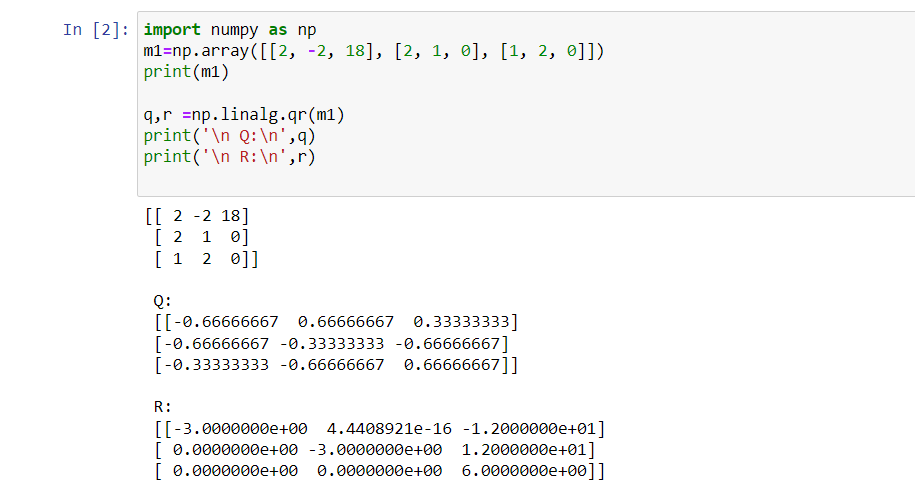 In [2]: import numpy as np
m1=np.array([[2, -2, 18], [2, 1, 0], [1, 2, 0]])
print(m1)
q,r =np.linalg.qr(m1)
print('\n Q:\n',q)
print('\n R:\n',r)
[[ 2 -2 18]
[ 2 1 0]
[ 1 2 0]]
Q:
[[-0.66666667 0.66666667 0.33333333]
[-0.66666667 -0.33333333 -0.66666667]
[-0.33333333 -0.66666667 0.66666667]]
R:
[[-3.0000000e+00 4.4408921e-16 -1.2000000e+01]
[ 0.0000000e+00 -3.0000000e+00 1.2000000e+01]
[ 0.0000000e+00 0.0000000e+00 6.0000000e+00]]